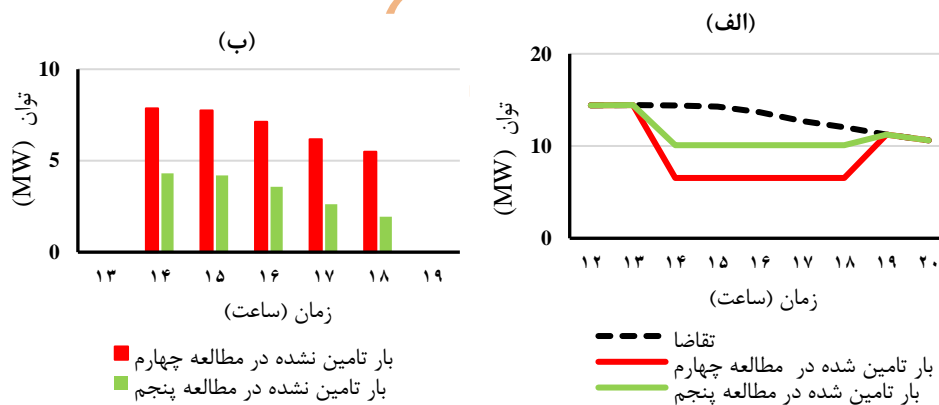 (الف)
20
10
0
توان (MW)
۱۲ ۱۳ ۱۴ ۱۵ ۱۶ ۱۷ ۱۸ ۱۹ ۲۰
زمان (ساعت)
تقاضا
بار تامین شده در مطالعه چهارم
بار تامین شده در مطالعه پنجم
(ب)
10
5
0
توان (MW)
۱۳ ۱۴ ۱۵ ۱۶ ۱۷ ۱۸ ۱۹
زمان (ساعت)
بار تامین نشده در مطالعه چهارم
بار تامین نشده در مطالعه پنجم